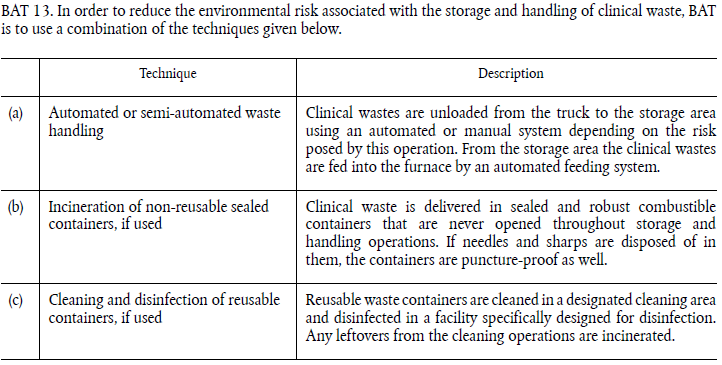 BAT 13. In order to reduce the environmental risk associated with the storage and handling of clinical waste, BAT
is to use a combination of the techniques given below.
Technique
Description
(a)
Automated or semi-automated waste
handling
Clinical wastes are unloaded from the truck to the storage area
using an automated or manual system depending on the risk
posed by this operation. From the storage area the clinical wastes
are fed into the furnace by an automated feeding system.
(b)
Incineration of non-reusable sealed
containers, if used
Clinical waste is delivered in sealed and robust combustible
containers that are never opened throughout storage and
handling operations. If needles and sharps are disposed of in
them, the containers are puncture-proof as well.
(c)
Cleaning and disinfection of reusable
containers, if used
Reusable waste containers are cleaned in a designated cleaning area
and disinfected in a facility specifically designed for disinfection.
Any leftovers from the cleaning operations are incinerated.